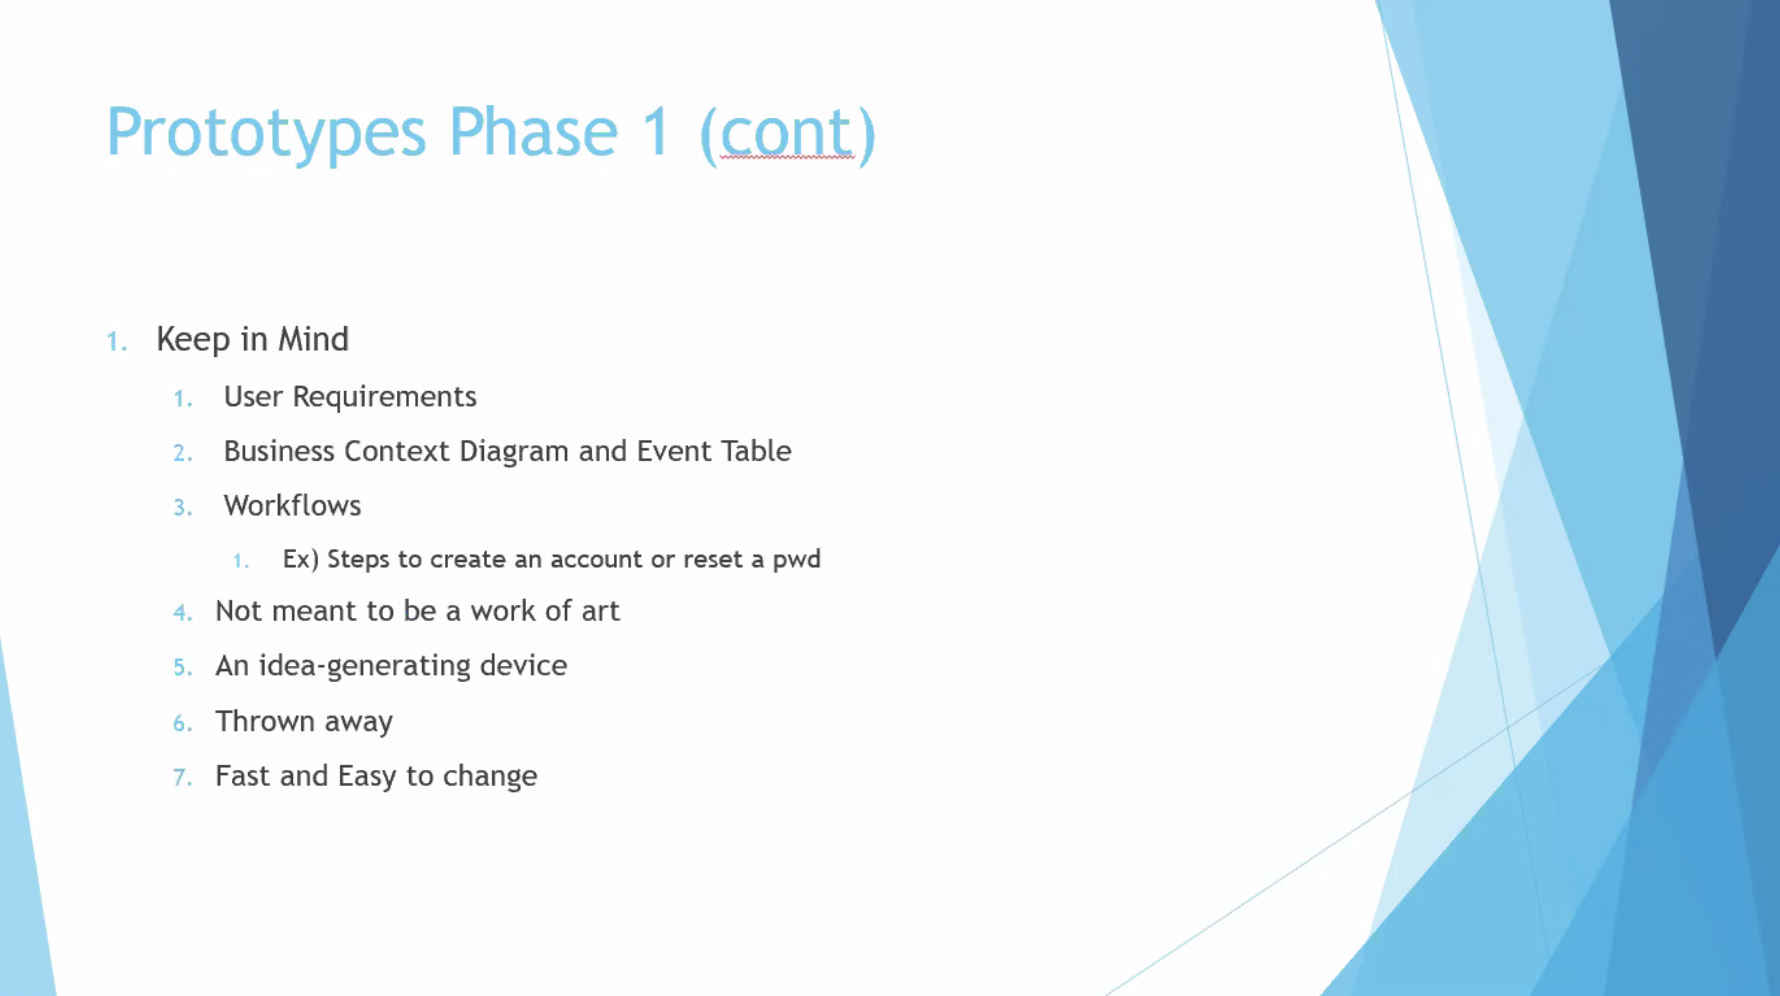 Prototypes Phase 1 (cont)
1. Keep in Mind
1. User Requirements
2. Business Context Diagram and Event Table
3. Workflows
1. Ex) Steps to create an account or reset a pwd
4. Not meant to be a work of art
5. An idea-generating device
6. Thrown away
7. Fast and Easy to change